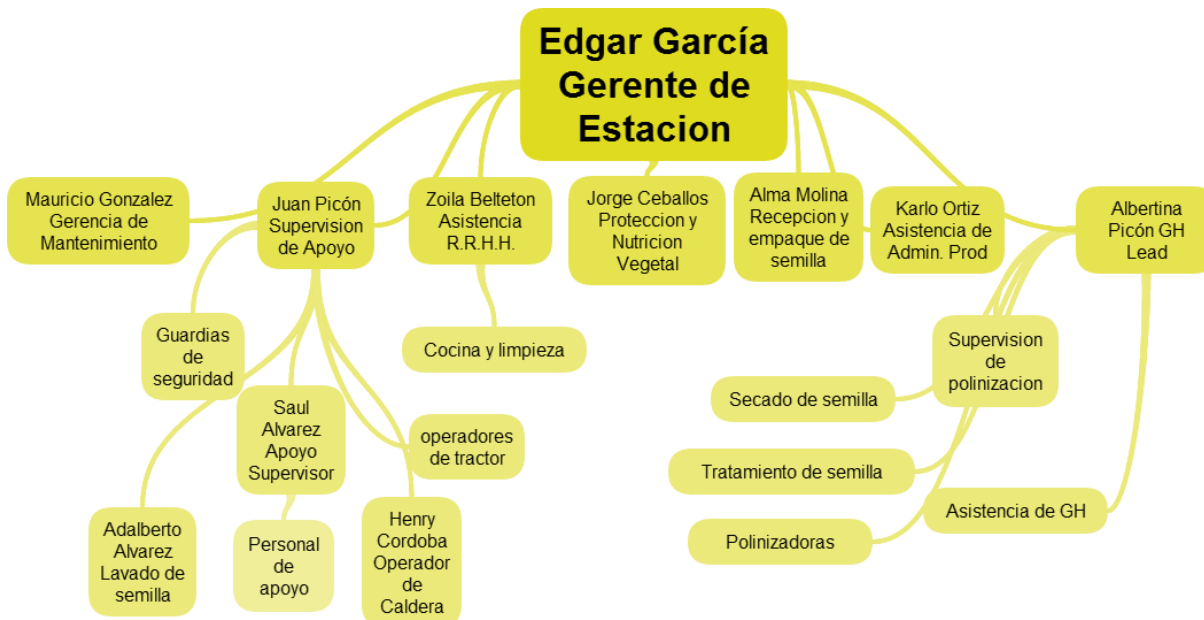 Edgar García
Gerente de
Estacion
Mauricio Gonzalez
Gerencia de
Mantenimiento
Juan Picón
Supervision
de Apoyo
Zoila Belteton
Asistencia
R.R.H.H.
Jorge Ceballos
Proteccion y
Nutricion
Vegetal
Alma Molina
Recepcion y
empaque de
semilla
Karlo Ortiz
Asistencia de
Admin. Prod
Albertina
Picón GH
Lead
Guardias
de
seguridad
Cocina y limpieza
Supervision
de
polinizacion
Secado de semilla
Saul
Alvarez
Apoyo
Supervisor
operadores
de tractor
Tratamiento de semilla
Asistencia de GH
Adalberto
Alvarez
Lavado de
semilla
Personal
de
apoyo
Henry
Cordoba
Operador
de
Caldera
Polinizadoras